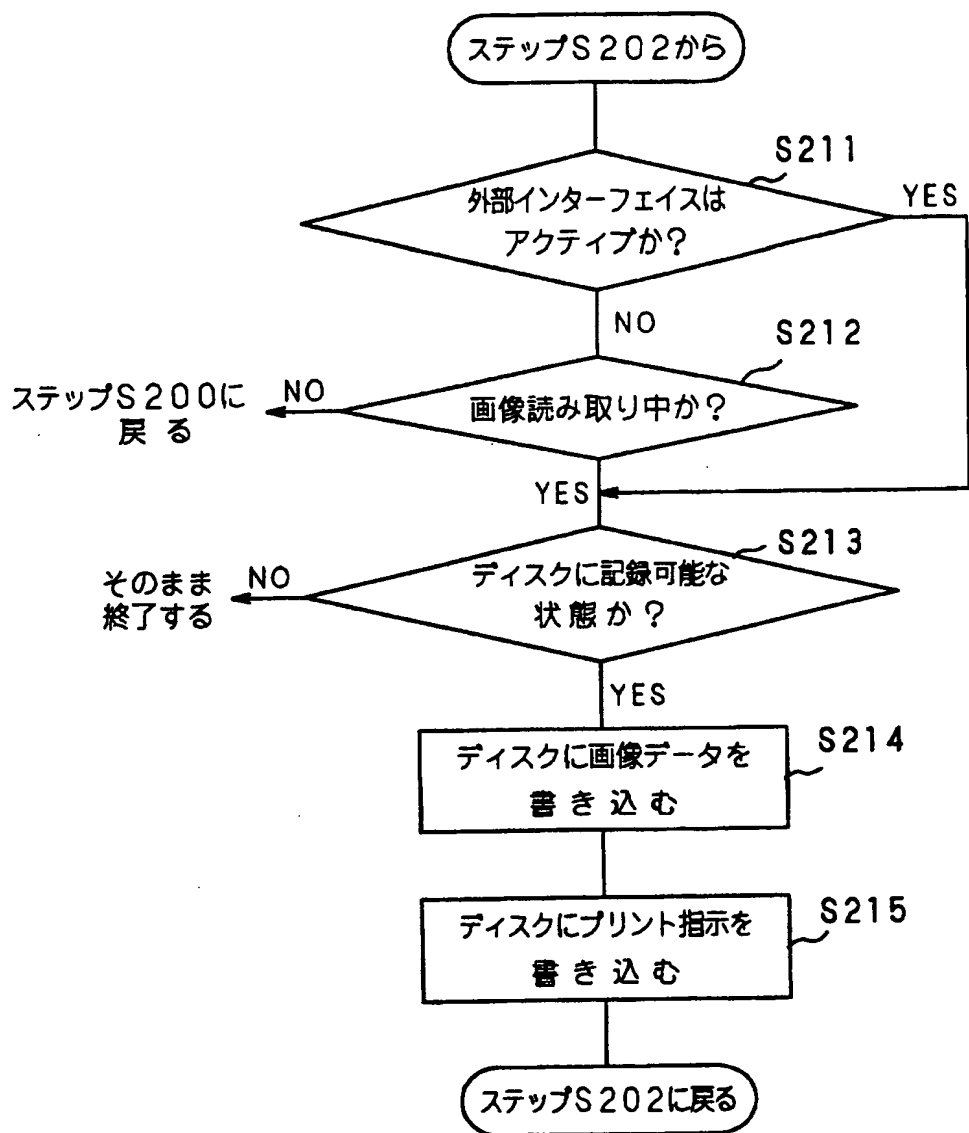 ステップS202から
S211
外部インターフェイスは
アクティブか?
YES
NO
S212
画像読み取り中か?
NO
ステップS200に
戻る
YES
S213
ディスクに記録可能な
状態か?
NO
そのまま
終了する
YES
S214
ディスクに画像データを
書き込む
S215
ディスクにプリント指示を
書き込む
ステップS202に戻る